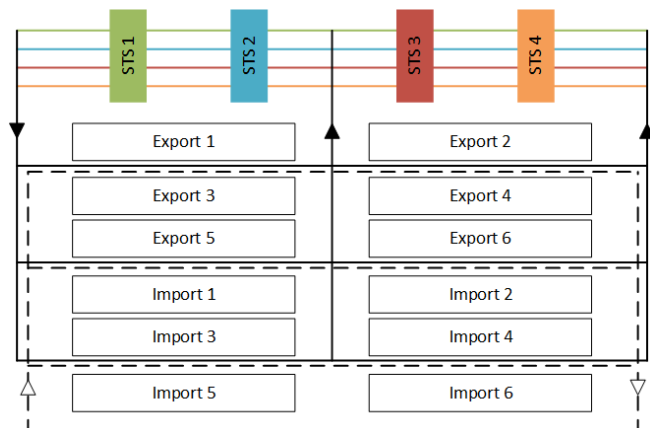 STS 1
STS 2
STS 3
STS 4
Export 1
Export 2
Export 3
Export 4
Export 5
Export 6
Import 1
Import 2
Import 3
Import 4
Import 5
Import 6